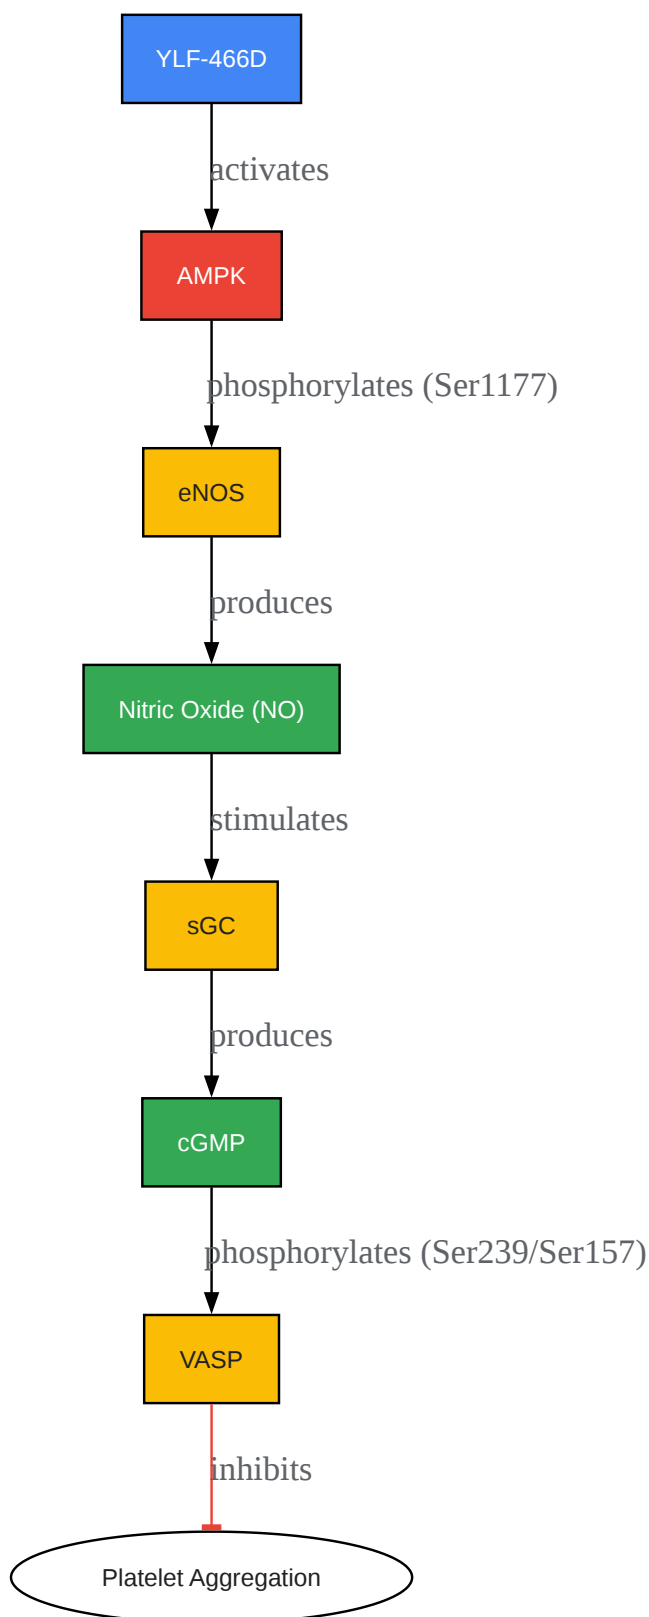 YLF-466D
activates
AMPK
phosphorylates (Ser1177)
eNOS
produces
Nitric Oxide (NO)
stimulates
sGC
produces
cGMP
phosphorylates (Ser239/Ser157)
VASP
inhibits
Platelet Aggregation